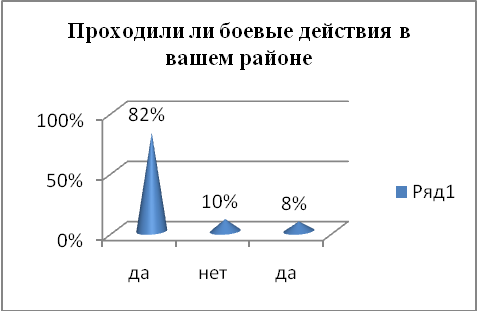 Проходили ли боевые действия в
вашем районе
82%
100%
10%
8%
50%
0%
да нет да
Ряд1